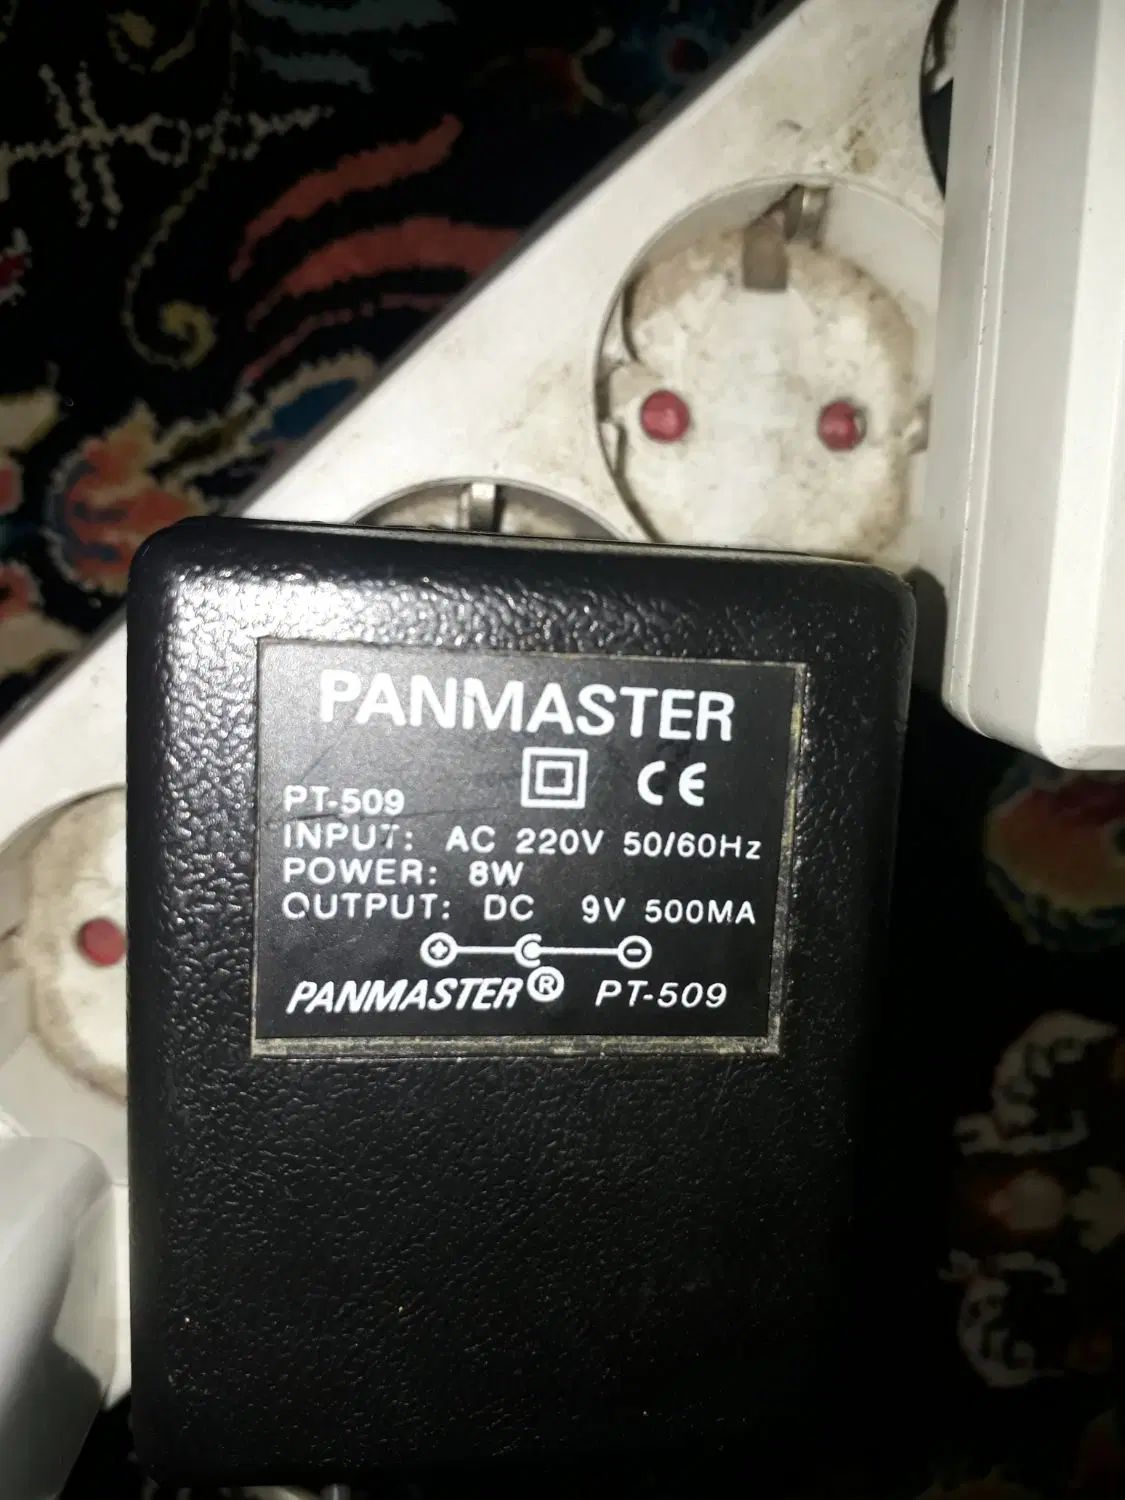 PANMASTER
CE
PT-509
INPUT: AC 220V 50/60Hz
POWER: 8W
OUTPUT: DC 9V 500MA
PANMASTER® PT-509